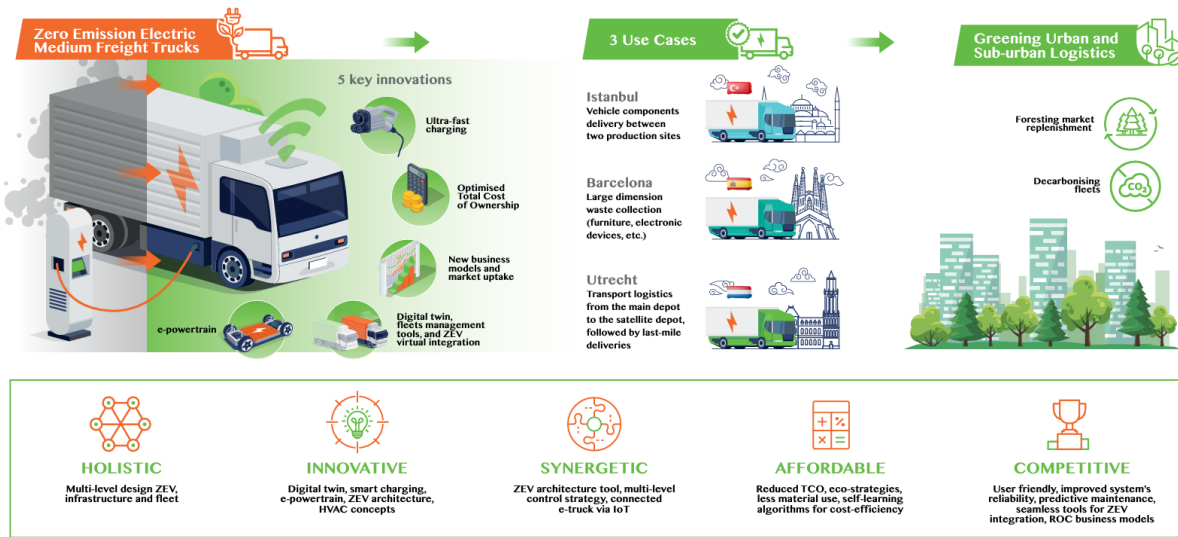 Zero Emission Electric
Medium Freight Trucks
5 key innovations
Ultra-fast
charging
Optimised
Total Cost
of Ownership
New business
models and
market uptake
e-powertrain
Digital twin,
fleets management
tools, and ZEV
virtual integration
3 Use Cases
Istanbul
Vehicle components
delivery between
two production sites
Barcelona
Large dimension
waste collection
(furniture, electronic
devices, etc.)
Utrecht
Transport logistics
from the main depot
to the satellite depot,
followed by last-mile
deliveries
Greening Urban and
Sub-urban Logistics
Foresting market
replenishment
Decarbonising
fleets
CO₂
HOLISTIC
Multi-level design ZEV,
infrastructure and fleet
INNOVATIVE
Digital twin, smart charging,
e-powertrain, ZEV architecture,
HVAC concepts
SYNERGETIC
ZEV architecture tool, multi-level
control strategy, connected
e-truck via IoT
AFFORDABLE
Reduced TCO, eco-strategies,
less material use, self-learning
algorithms for cost-efficiency
COMPETITIVE
User friendly, improved system's
reliability, predictive maintenance,
seamless tools for ZEV
integration, ROC business models